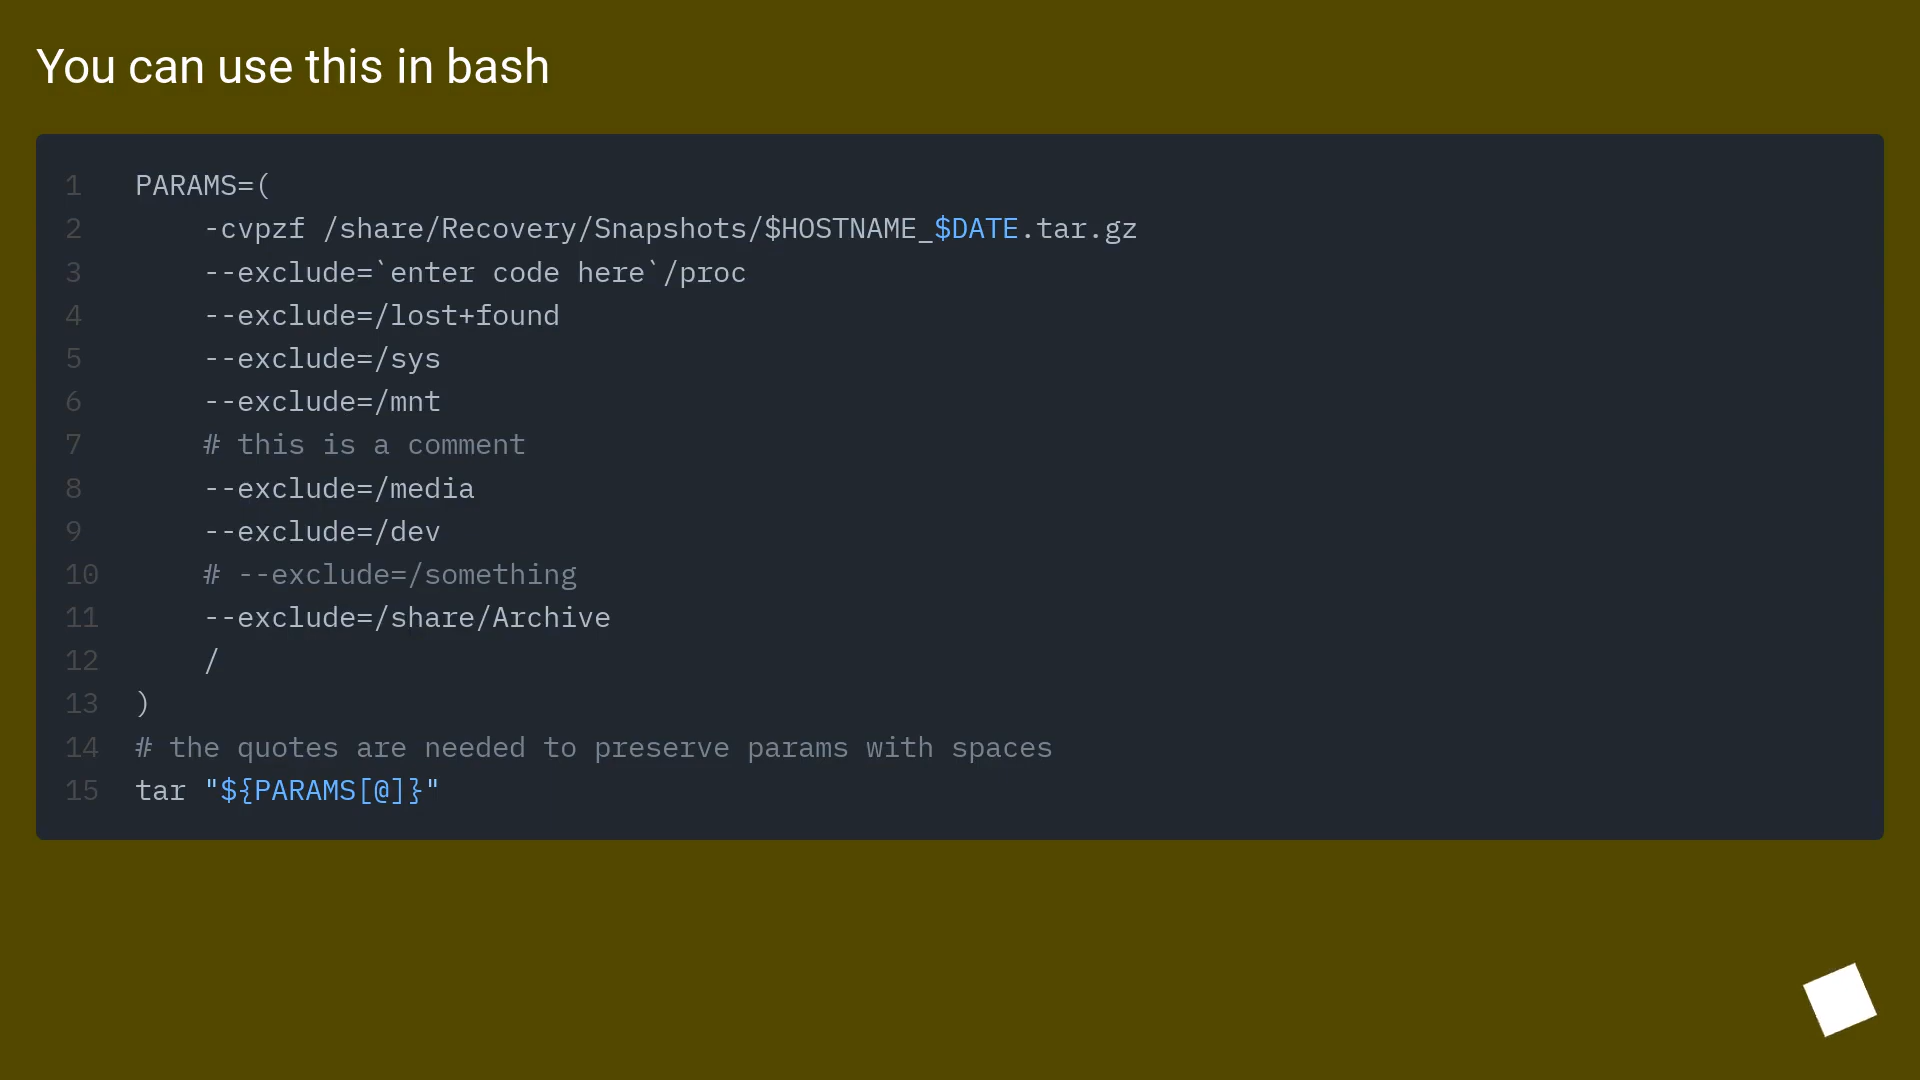 You can use this in bash
1 PARAMS=(
2 -cvpzf /share/Recovery/Snapshots/$HOSTNAME_$DATE.tar.gz
3 --exclude=`enter code here`/proc
4 --exclude=/lost+found
5 --exclude=/sys
6 --exclude=/mnt
7 # this is a comment
8 --exclude=/media
9 --exclude=/dev
10 # --exclude=/something
11 --exclude=/share/Archive
12 /
13 )
14 # the quotes are needed to preserve params with spaces
15 tar "${PARAMS[@]}"